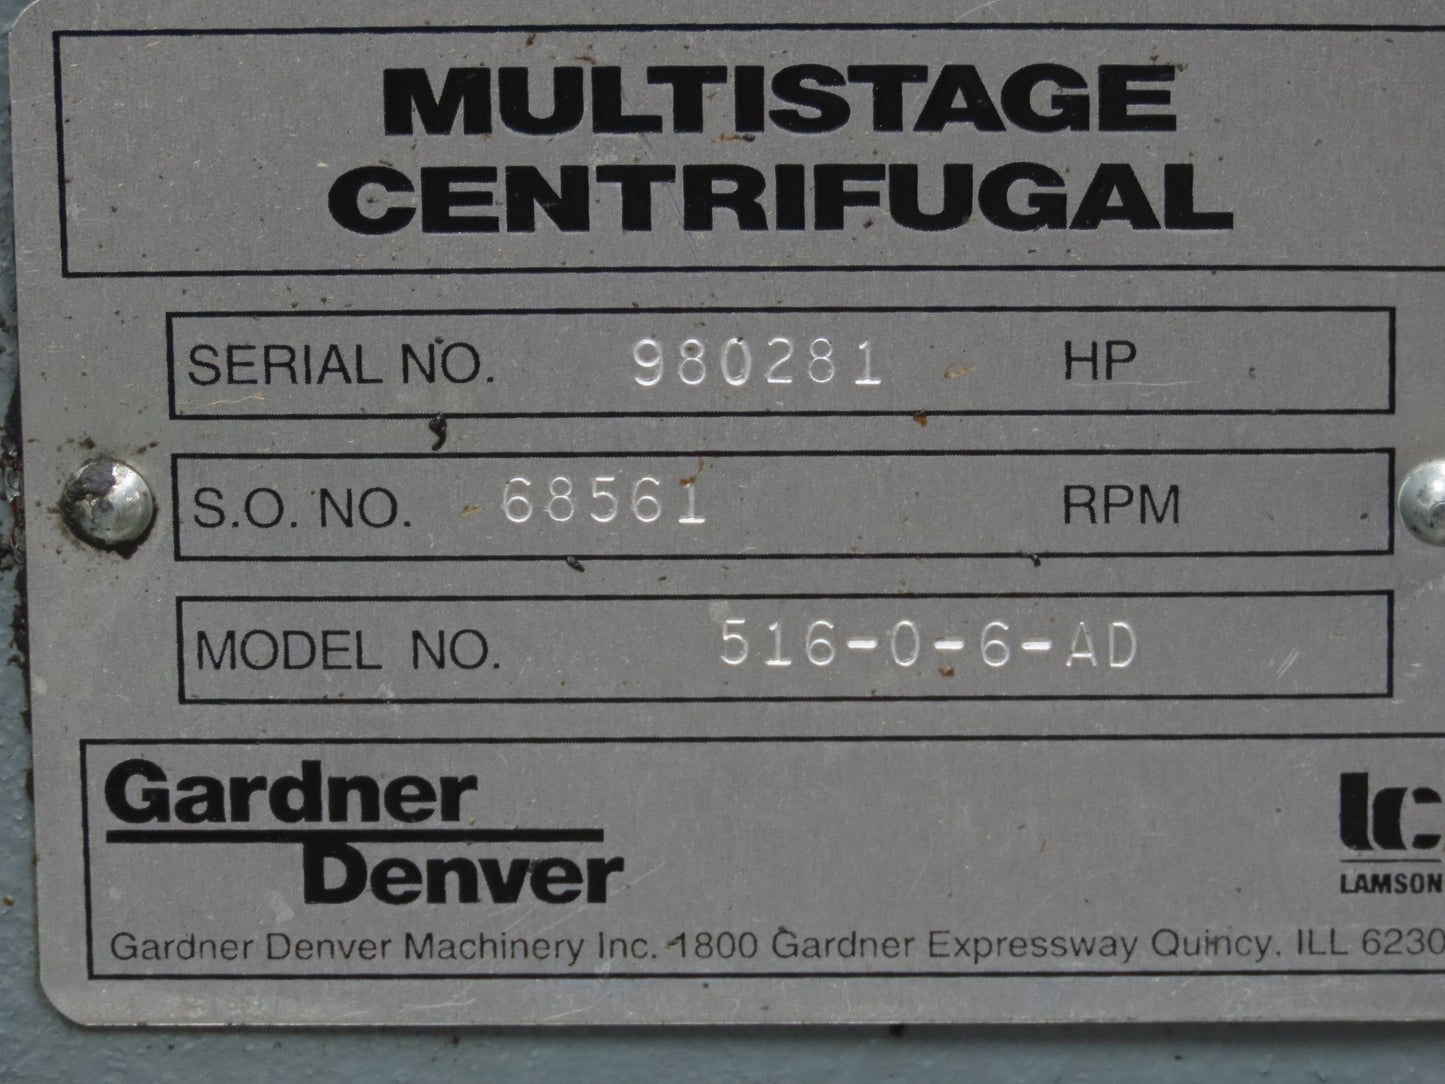 MULTISTAGE
CENTRIFUGAL
SERIAL NO. 980281 HP
S.O. NO. 68561 RPM
MODEL NO. 516-0-6-AD
Gardner
Denver
LC
LAMSON
Gardner Denver Machinery Inc. 1800 Gardner Expressway Quincy, ILL 6230